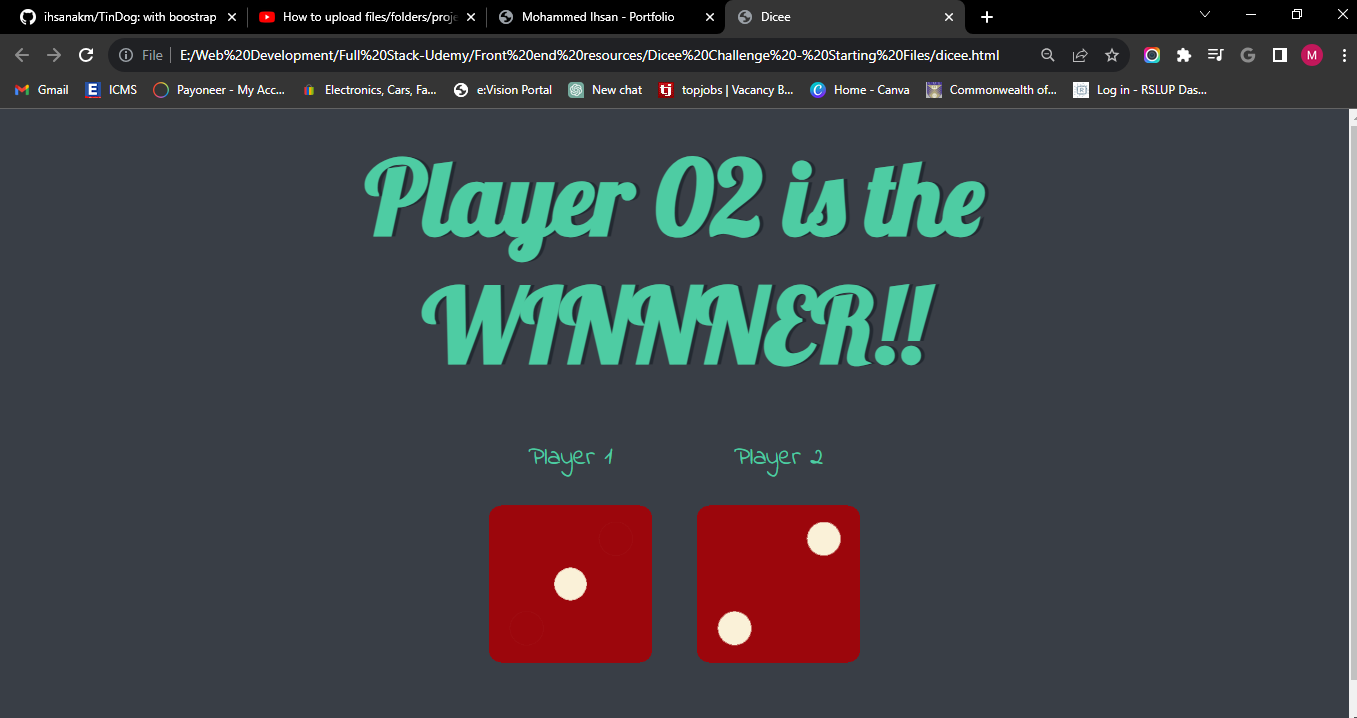 ihsanakm/TinDog: with boostrap
How to upload files/folders/proje
Mohammed Ihsan - Portfolio
Dicee
File
E:/Web%20Development/Full%20Stack-Udemy/Front%20end%20resources/Dicee%20Challenge%20-%20Starting%20Files/dicee.html
G
M
Gmail
E
ICMS
Payoneer - My Acc...
Electronics, Cars, Fa...
e:Vision Portal
New chat
tj
topjobs | Vacancy B...
C
Home - Canva
Commonwealth of...
Log in - RSLUP Das...
Player 02 is the
WINNNER!!
Player 1
Player 2